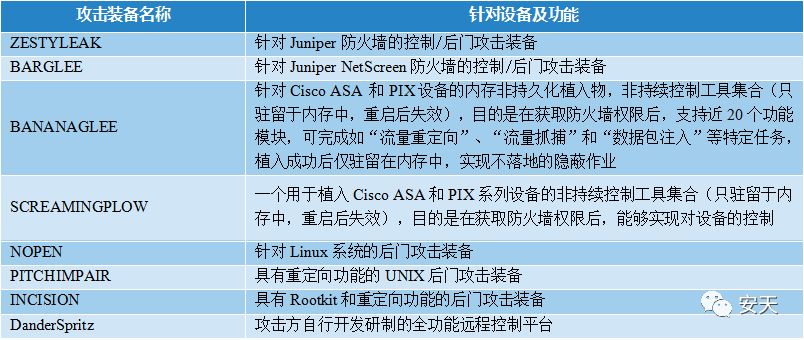 攻击装备名称 针对设备及功能
ZESTYLEAK 针对 Juniper 防火墙的控制/后门攻击装备
BARGLEE 针对 Juniper NetScreen 防火墙的控制/后门攻击装备
针对 Cisco ASA 和 PIX 设备的内存非持久化植入物，非持续控制工具集合（只
驻留于内存中，重启后失效），目的是在获取防火墙权限后，支持近 20 个功能
BANANAGLEE
模块，可完成如“流量重定向”、“流量抓捕”和“数据包注入”等特定任务，
植入成功后仅驻留在内存中，实现不落地的隐蔽作业
一个用于植入 Cisco ASA 和 PIX 系列设备的非持续控制工具集合（只驻留于内
SCREAMINGPLOW
存中，重启后失效），目的是在获取防火墙权限后，能够实现对设备的控制
NOPEN 针对 Linux 系统的后门攻击装备
PITCHIMPAIR 具有重定向功能的 UNIX 后门攻击装备
INCISION 具有 Rootkit 和重定向功能的后门攻击装备
DanderSpritz 攻击方自行开发研制的全功能远程控制平台
安天